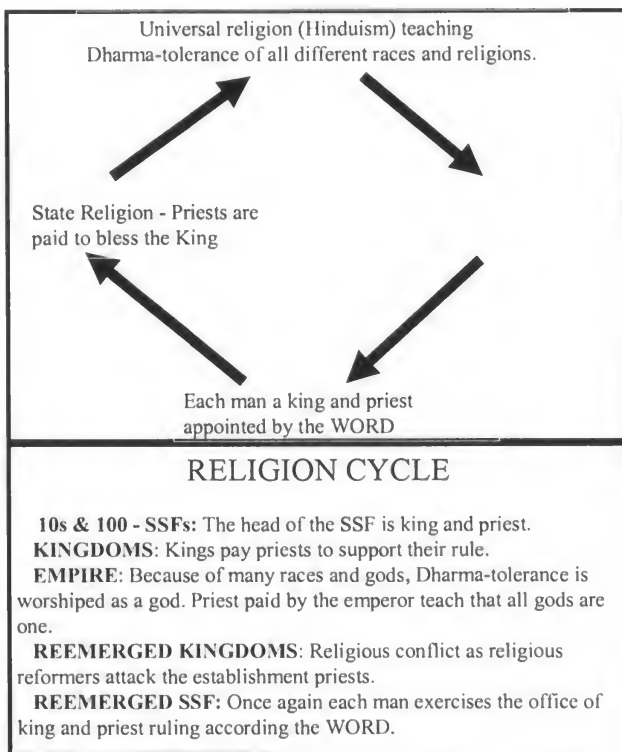 Universal religion (Hinduism) teaching
Dharma-tolerance of all different races and religions.
State Religion - Priests are
paid to bless the King
Each man a king and priest
appointed by the WORD
RELIGION CYCLE
10s & 100 - SSFs: The head of the SSF is king and priest.
KINGDOMS: Kings pay priests to support their rule.
EMPIRE: Because of many races and gods, Dharma-tolerance is
worshiped as a god. Priest paid by the emperor teach that all gods are
one.
REEMERGED KINGDOMS: Religious conflict as religious
reformers attack the establishment priests.
REEMERGED SSF: Once again each man exercises the office of
king and priest ruling according the WORD.